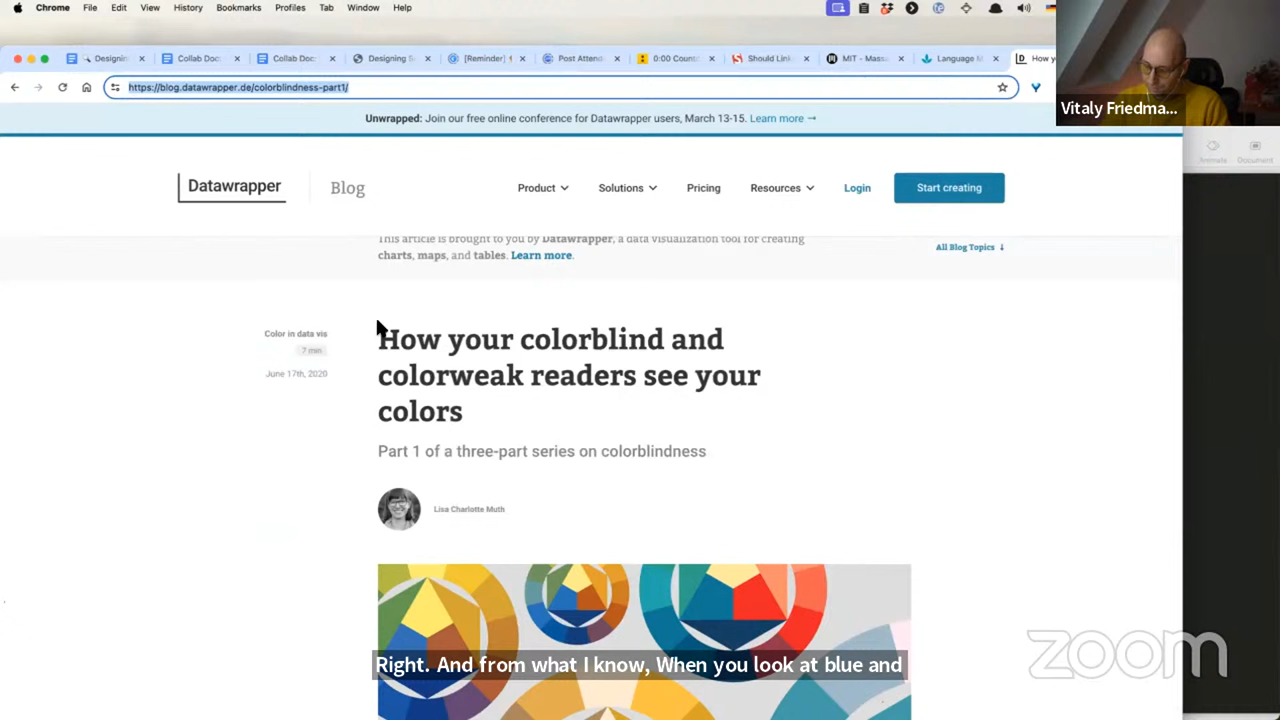 Chrome File Edit View History Bookmarks Profiles Tab Window Help
Designin Collab Doc Collab Doc Designing S [Reminder] Post Attend 0:00 Count Should Link MIT - Massa Language M How yo
https://blog.datawrapper.de/colorblindness-part1/
Vitaly Friedma...
Unwrapped: Join our free online conference for Datawrapper users, March 13-15. Learn more →
Animate Document
Datawrapper Blog Product Solutions Pricing Resources Login Start creating
This article is brought to you by Datawrapper, a data visualization tool for creating
charts, maps, and tables. Learn more.
All Blog Topics ↓
Color in data vis
7 min
June 17th, 2020
How your colorblind and
colorweak readers see your
colors
Part 1 of a three-part series on colorblindness
Lisa Charlotte Muth
Right. And from what I know, When you look at blue and
zoom